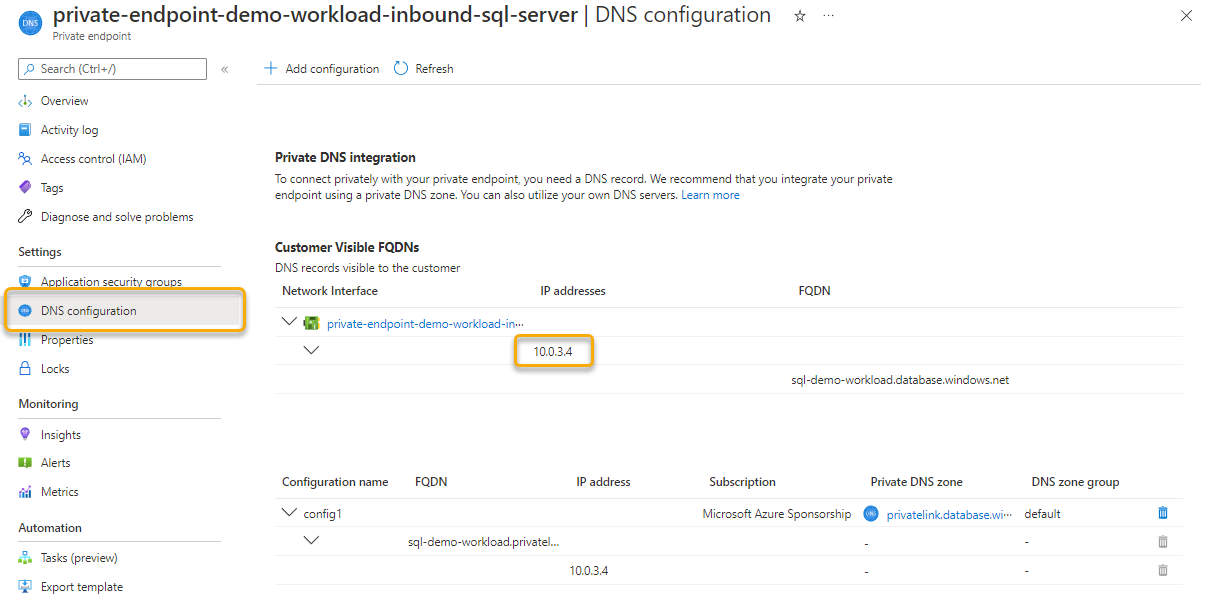 private-endpoint-demo-workload-inbound-sql-server | DNS configuration
Private endpoint
Search (Ctrl+/)
Overview
Activity log
Access control (IAM)
Tags
Diagnose and solve problems
Settings
Application security groups
DNS configuration
Properties
Locks
Monitoring
Insights
Alerts
Metrics
Automation
Tasks (preview)
Export template
Add configuration Refresh
Private DNS integration
To connect privately with your private endpoint, you need a DNS record. We recommend that you integrate your private
endpoint using a private DNS zone. You can also utilize your own DNS servers. Learn more
Customer Visible FQDNs
DNS records visible to the customer
Network Interface IP addresses FQDN
private-endpoint-demo-workload-in...
10.0.3.4
sql-demo-workload.database.windows.net
Configuration name FQDN IP address Subscription Private DNS zone DNS zone group
config1 Microsoft Azure Sponsorship DNS privatelink.database.wi... default
sql-demo-workload.privatel... - -
10.0.3.4 - -